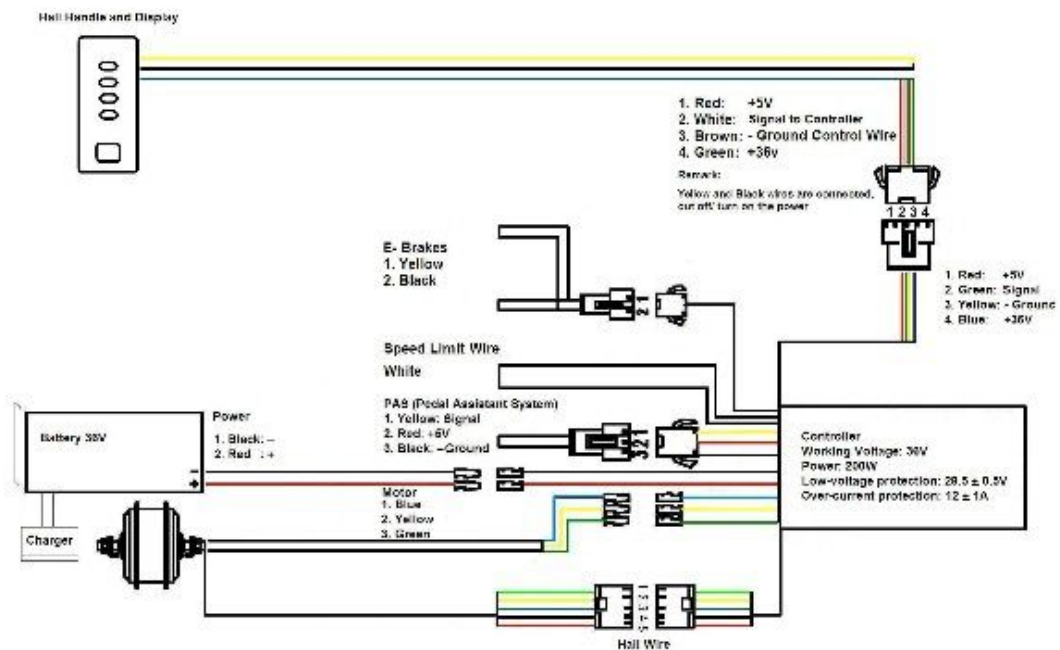 Hall Handle and Display
1. Red: +5V
2. White: Signal to Controller
3. Brown: - Ground Control Wire
4. Green: +36v
Remark:
Yellow and Black wires are connected,
cut off/ turn on the power
1 2 3 4
E- Brakes
1. Yellow
2. Black
2 1
1. Red: +5V
2. Green: Signal
3. Yellow: - Ground
4. Blue: +36V
Speed Limit Wire
White
PAS (Pedal Assistant System)
1. Yellow: Signal
2. Red: +5V
3. Black: -Ground
3 2 1
Power
1. Black: -
2. Red : +
Battery 36V
-
+
Charger
Motor
1. Blue
2. Yellow
3. Green
Controller
Working Voltage: 36V
Power: 200W
Low-voltage protection: 28.5 ± 0.5V
Over-current protection: 12 ± 1A
Hall Wire